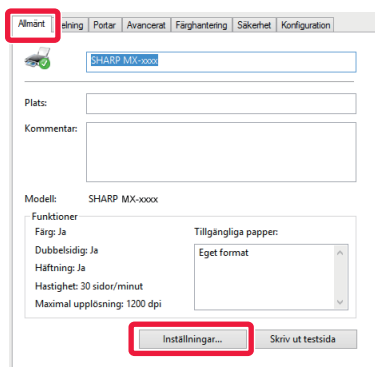 Allmänt elning Portar Avancerat Färghantering Säkerhet Konfiguration
SHARP MX-xxxx
Plats:
Kommentar:
Modell: SHARP MX-xxxx
Funktioner
Färg: Ja Tillgängliga papper:
Dubbelsidig: Ja Eget format
Häftning: Ja
Hastighet: 30 sidor/minut
Maximal upplösning: 1200 dpi
Inställningar... Skriv ut testsida